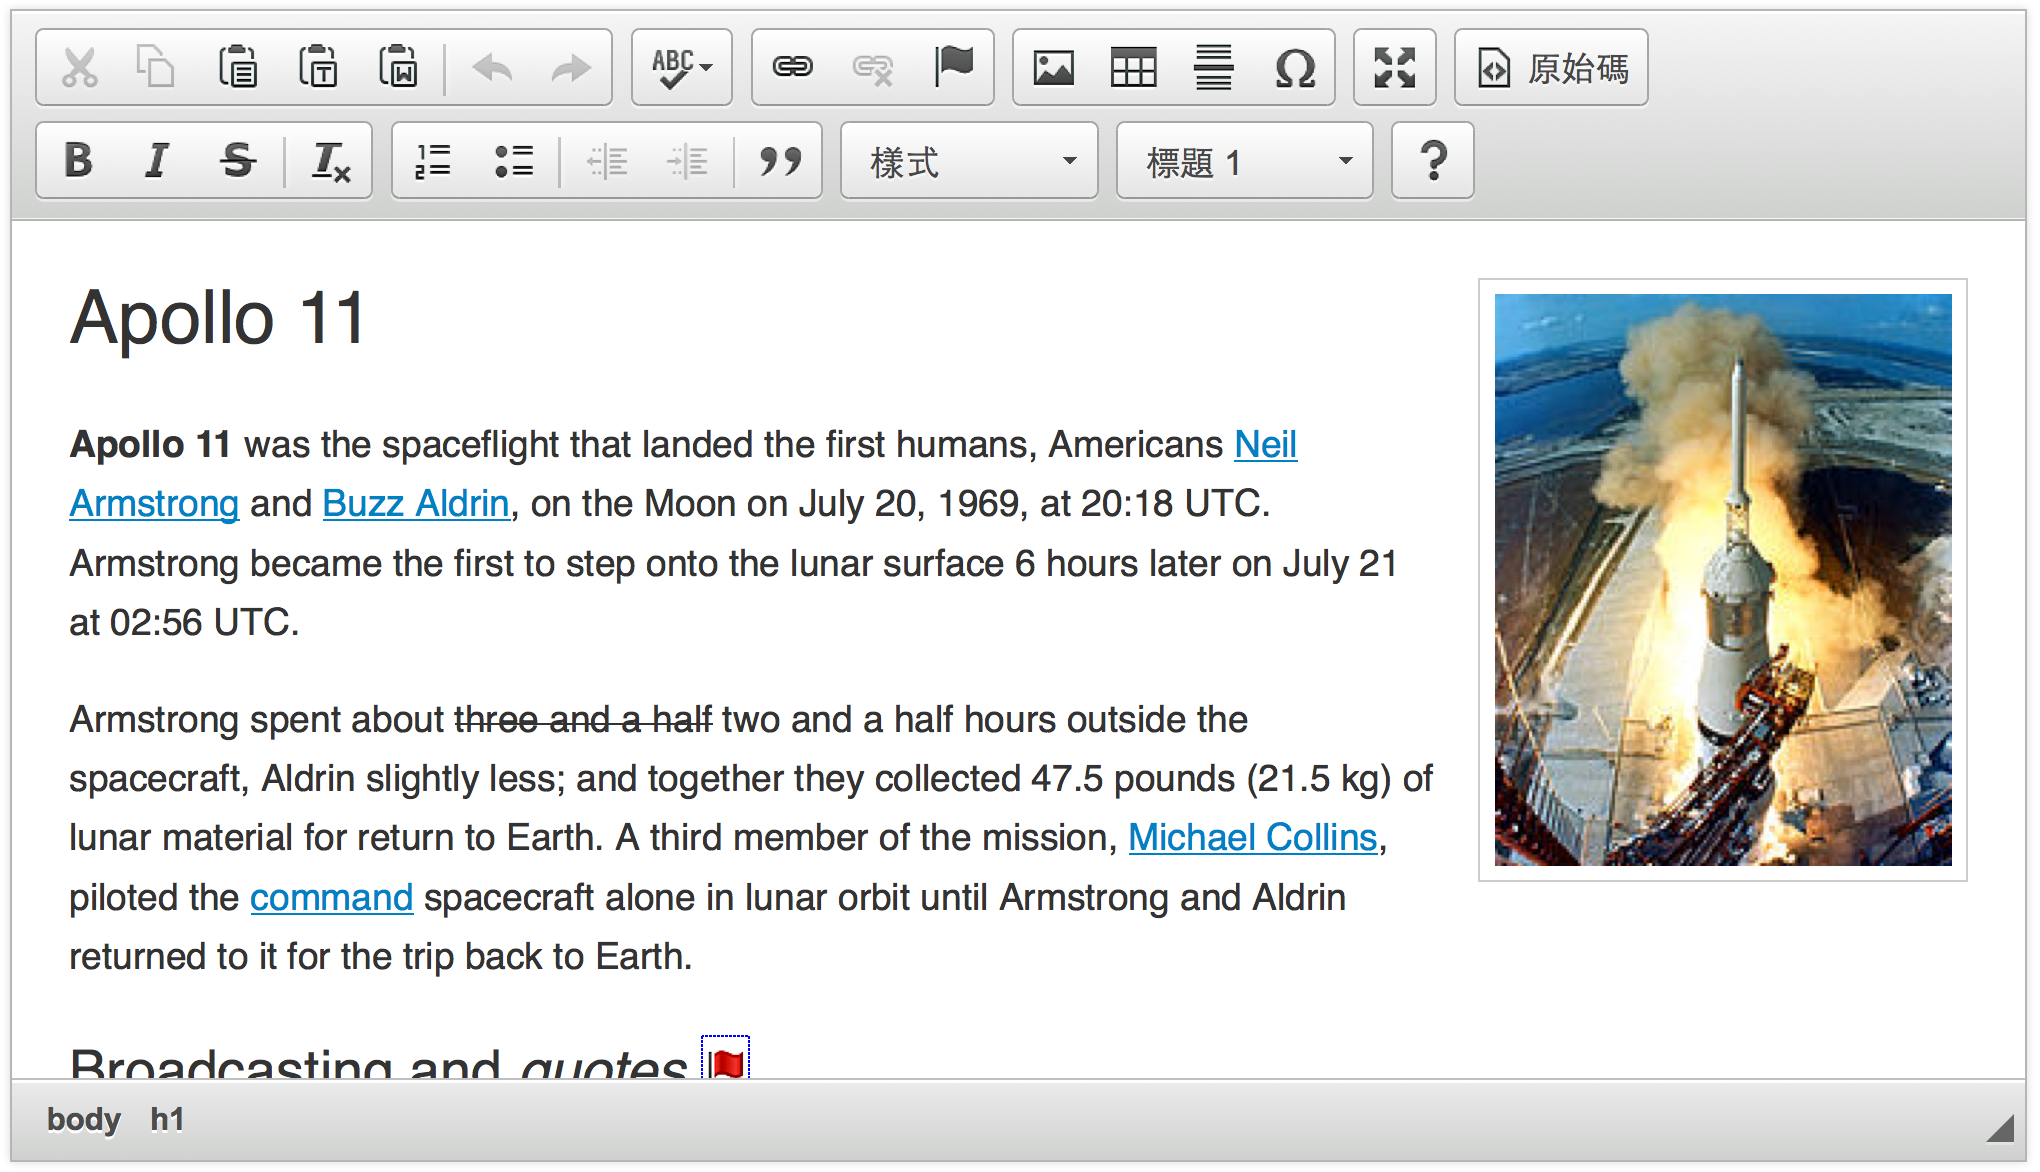 ABC
Ω
原始碼
B I S Tx
1 2
樣式
標題 1
?
Apollo 11
Apollo 11 was the spaceflight that landed the first humans, Americans Neil
Armstrong and Buzz Aldrin, on the Moon on July 20, 1969, at 20:18 UTC.
Armstrong became the first to step onto the lunar surface 6 hours later on July 21
at 02:56 UTC.
Armstrong spent about three and a half two and a half hours outside the
spacecraft, Aldrin slightly less; and together they collected 47.5 pounds (21.5 kg) of
lunar material for return to Earth. A third member of the mission, Michael Collins,
piloted the command spacecraft alone in lunar orbit until Armstrong and Aldrin
returned to it for the trip back to Earth.
Broadcasting and quotes
body h1